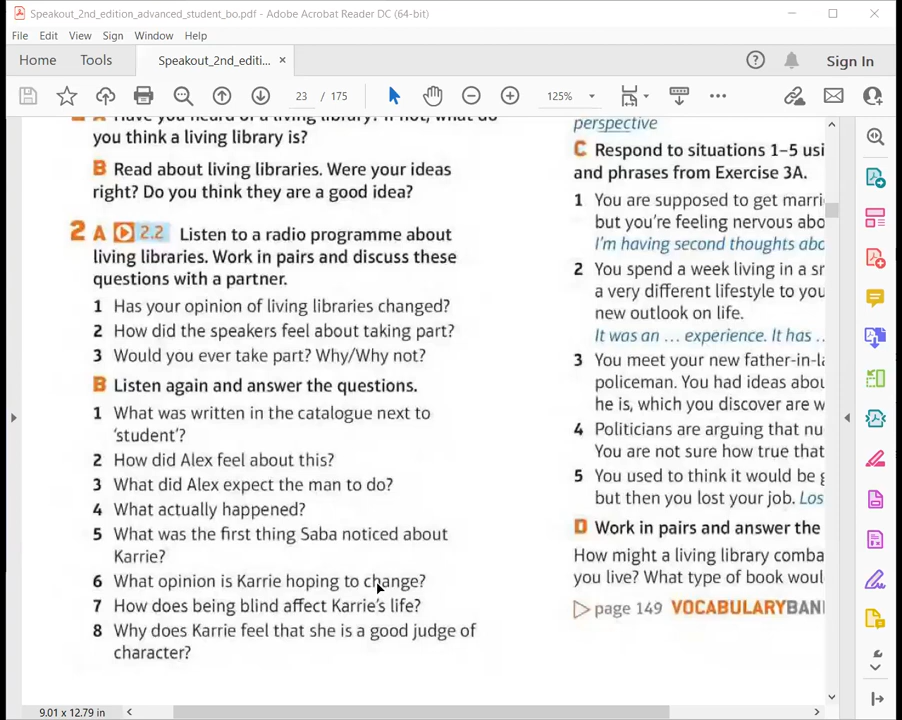 Speakout_2nd_edition_advanced_student_bo.pdf - Adobe Acrobat Reader DC (64-bit)
File Edit View Sign Window Help
Home Tools Speakout_2nd_editi... × Sign In
23 / 175 125%
2 A Have you heard of a living library? If not, what do
you think a living library is?
B Read about living libraries. Were your ideas
right? Do you think they are a good idea?
2 A 2.2 Listen to a radio programme about
living libraries. Work in pairs and discuss these
questions with a partner.
1 Has your opinion of living libraries changed?
2 How did the speakers feel about taking part?
3 Would you ever take part? Why/Why not?
B Listen again and answer the questions.
1 What was written in the catalogue next to
‘student’?
2 How did Alex feel about this?
3 What did Alex expect the man to do?
4 What actually happened?
5 What was the first thing Saba noticed about
Karrie?
6 What opinion is Karrie hoping to change?
7 How does being blind affect Karrie’s life?
8 Why does Karrie feel that she is a good judge of
character?
perspective
C Respond to situations 1–5 usi
and phrases from Exercise 3A.
1 You are supposed to get marri
but you’re feeling nervous abo
I’m having second thoughts abo
2 You spend a week living in a sr
a very different lifestyle to you
new outlook on life.
It was an … experience. It has ..
3 You meet your new father-in-la
policeman. You had ideas abou
he is, which you discover are w
4 Politicians are arguing that nu
You are not sure how true that
5 You used to think it would be g
but then you lost your job. Los
D Work in pairs and answer the
How might a living library comba
you live? What type of book woul
page 149 VOCABULARYBAN
9.01 x 12.79 in